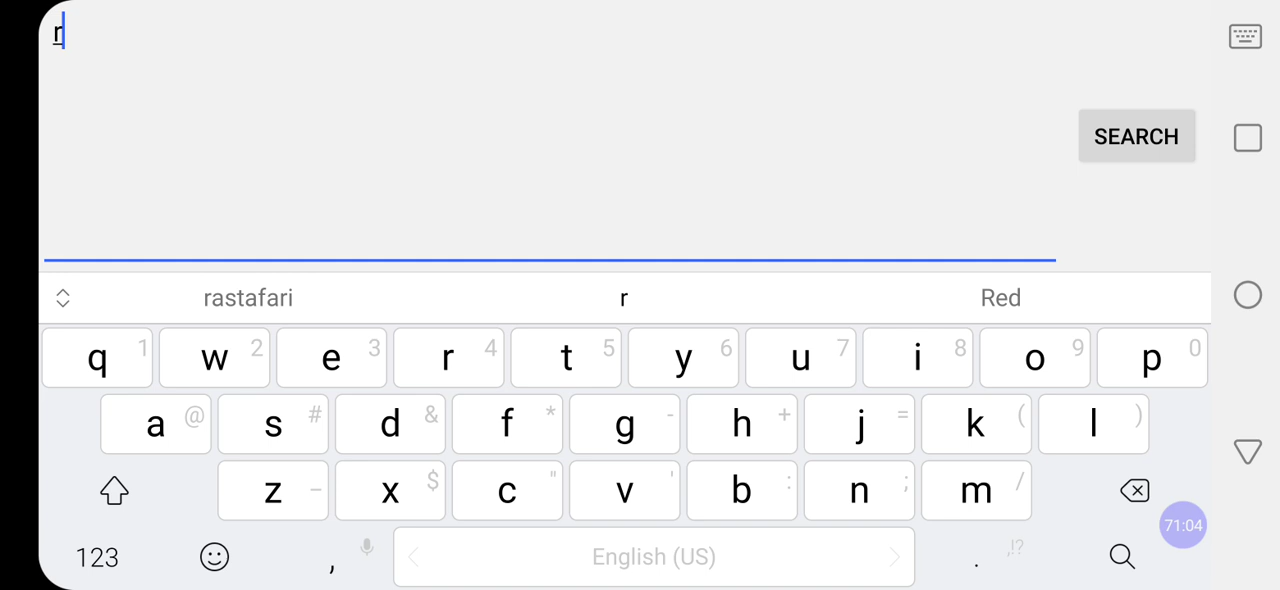 r
SEARCH
rastafari r Red
q 1 w 2 e 3 r 4 t 5 y 6 u 7 i 8 o 9 p 0
a @ s # d & f * g - h + j = k ( l )
z _ x $ c " v ' b : n ; m /
71:04
123 , English (US) . ,!?